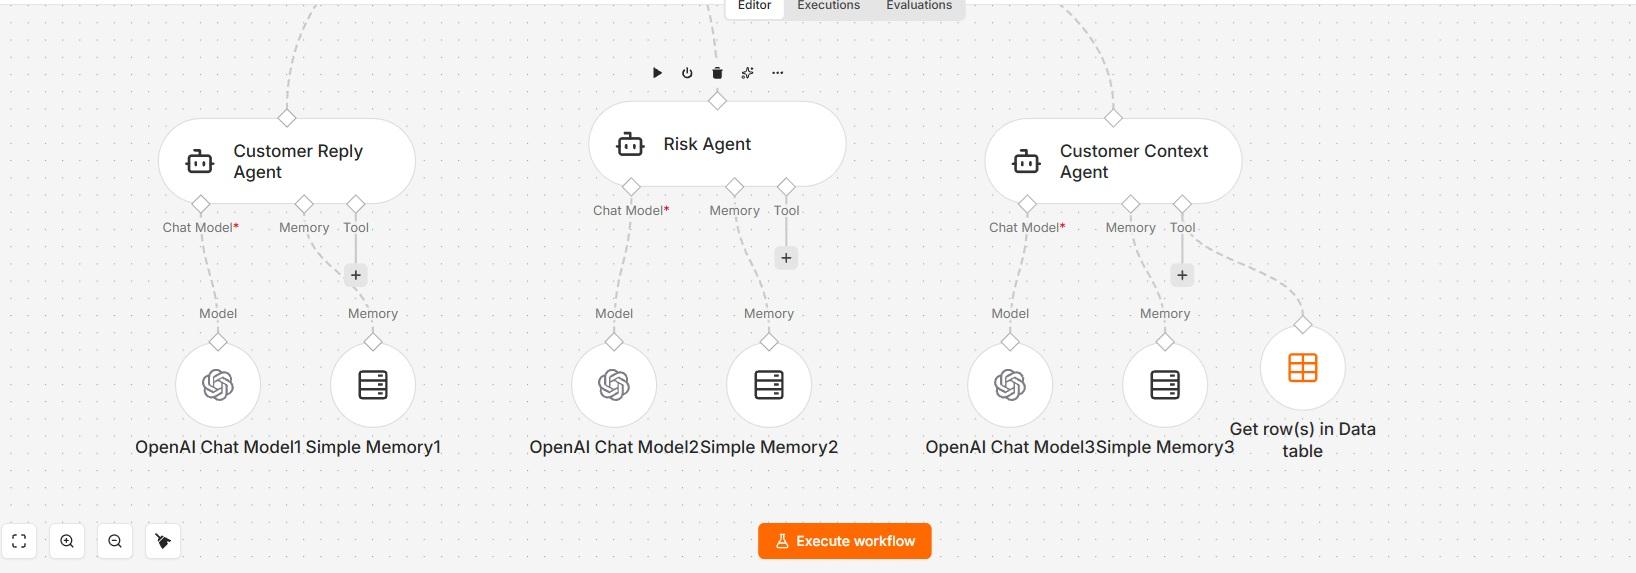 Editor
Executions
Evaluations
Customer Reply
Agent
Risk Agent
Customer Context
Agent
Chat Model*
Memory
Tool
Chat Model*
Memory
Tool
Chat Model*
Memory
Tool
Model
Memory
Model
Memory
Model
Memory
OpenAI Chat Model1
Simple Memory1
OpenAI Chat Model2
Simple Memory2
OpenAI Chat Model3
Simple Memory3
Get row(s) in Data
table
Execute workflow